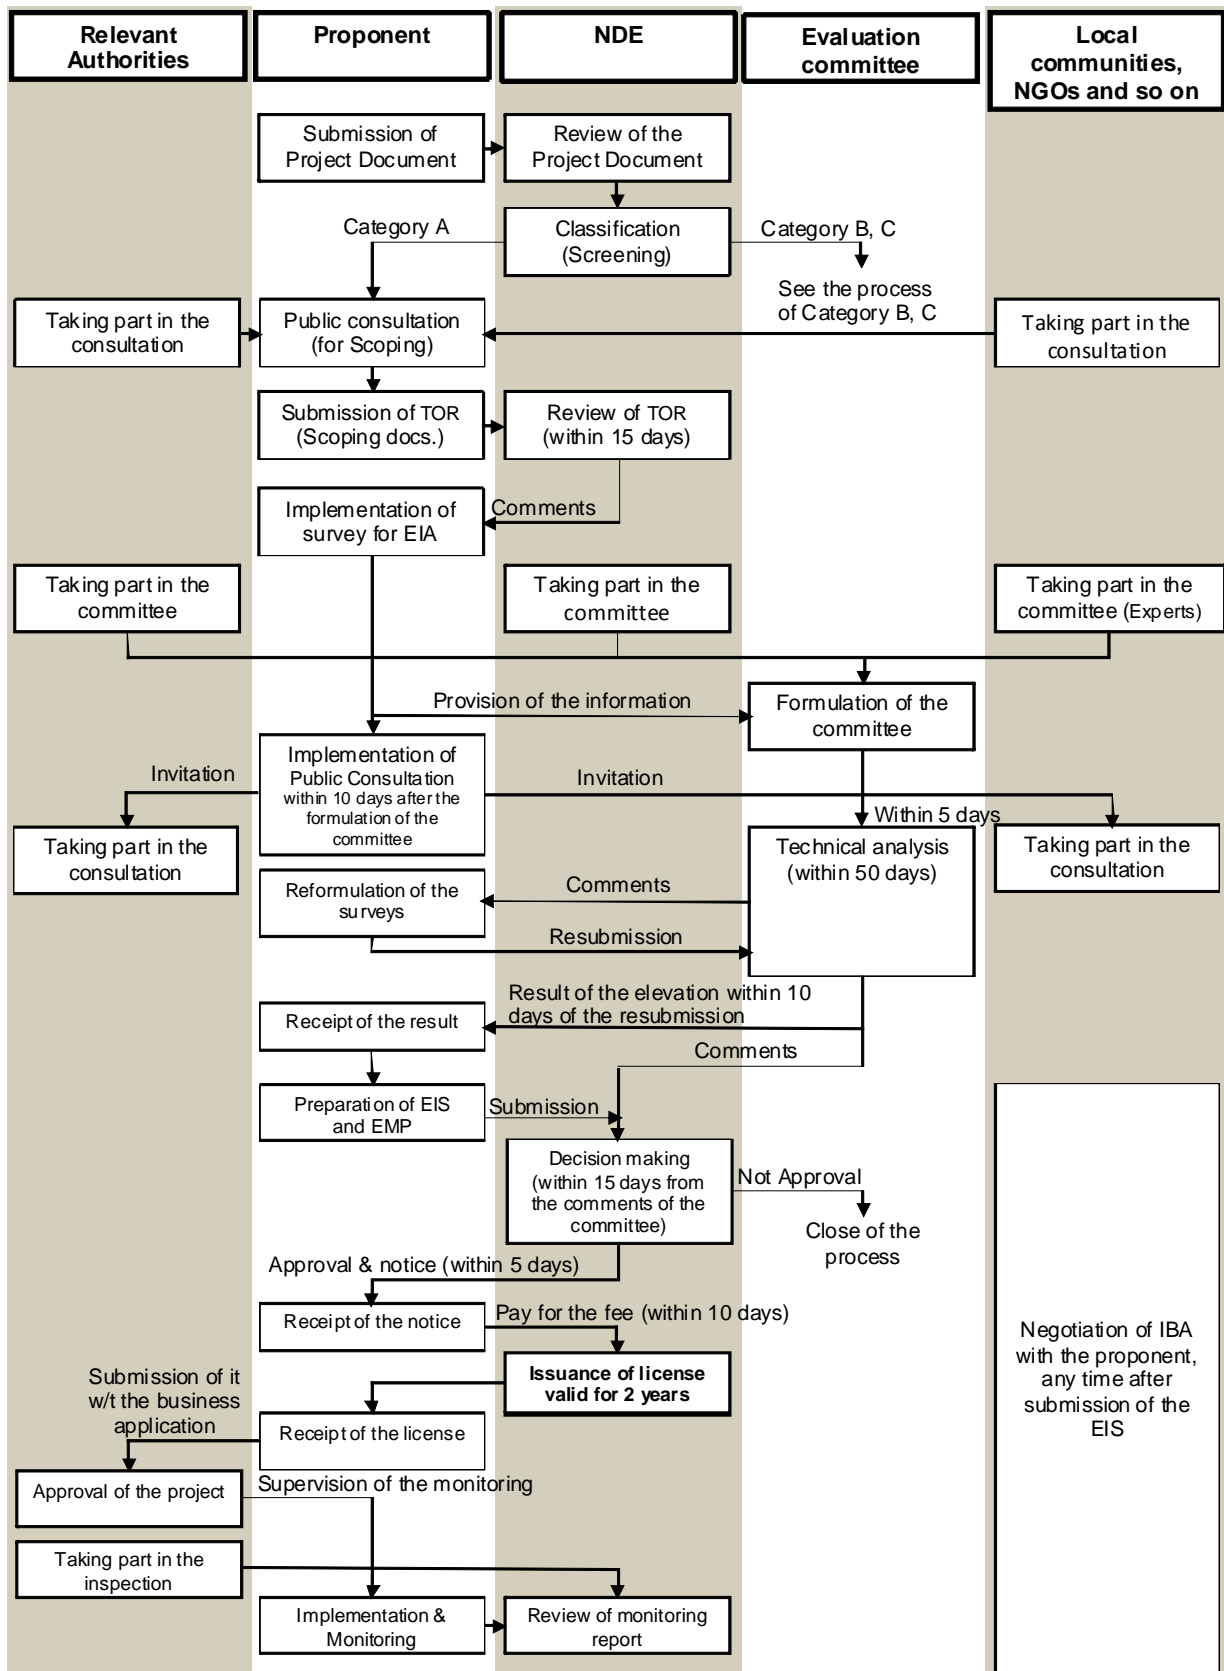 Relevant
Authorities
Proponent
NDE
Evaluation
committee
Local
communities,
NGOs and so on
Submission of
Project Document
Review of the
Project Document
Category A
Classification
(Screening)
Category B, C
See the process
of Category B, C
Taking part in the
consultation
Public consultation
(for Scoping)
Taking part in the
consultation
Submission of TOR
(Scoping docs.)
Review of TOR
(within 15 days)
Implementation of
survey for EIA
Comments
Taking part in the
committee
Taking part in the
committee
Taking part in the
committee (Experts)
Provision of the information
Formulation of the
committee
Invitation
Implementation of
Public Consultation
within 10 days after the
formulation of the
committee
Invitation
Within 5 days
Taking part in the
consultation
Technical analysis
(within 50 days)
Taking part in the
consultation
Reformulation of the
surveys
Comments
Resubmission
Result of the elevation within 10
days of the resubmission
Receipt of the result
Comments
Preparation of EIS
and EMP
Submission
Decision making
(within 15 days from
the comments of the
committee)
Not Approval
Close of the
process
Approval & notice (within 5 days)
Receipt of the notice
Pay for the fee (within 10 days)
Issuance of license
valid for 2 years
Submission of it
w/t the business
application
Receipt of the license
Negotiation of IBA
with the proponent,
any time after
submission of the
EIS
Approval of the project
Supervision of the monitoring
Taking part in the
inspection
Implementation &
Monitoring
Review of monitoring
report